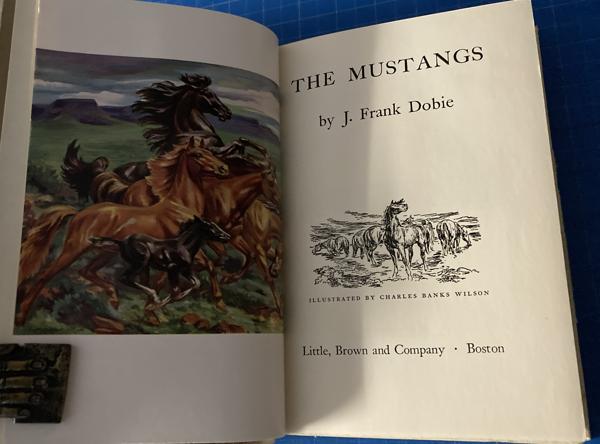 THE MUSTANGS
by J. Frank Dobie
ILLUSTRATED BY CHARLES BANKS WILSON
Little, Brown and Company · Boston